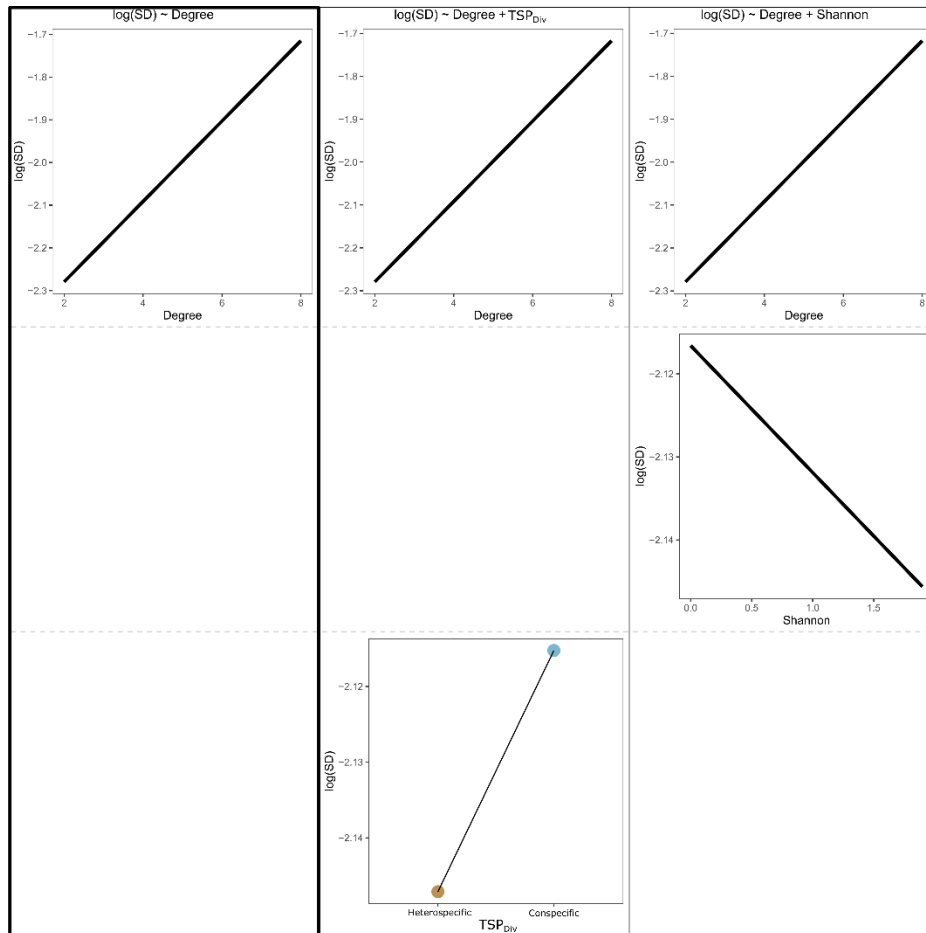 log(SD) ~ Degree
log(SD) ~ Degree + TSP_Div
log(SD) ~ Degree + Shannon
−1.7
−1.8
−1.9
−2.0
−2.1
−2.2
−2.3
log(SD)
2 4 6 8
Degree
−1.7
−1.8
−1.9
−2.0
−2.1
−2.2
−2.3
log(SD)
2 4 6 8
Degree
−1.7
−1.8
−1.9
−2.0
−2.1
−2.2
−2.3
log(SD)
2 4 6 8
Degree
−2.12
−2.13
−2.14
log(SD)
0.0 0.5 1.0 1.5
Shannon
−2.12
−2.13
−2.14
log(SD)
Heterospecific Conspecific
TSP_Div